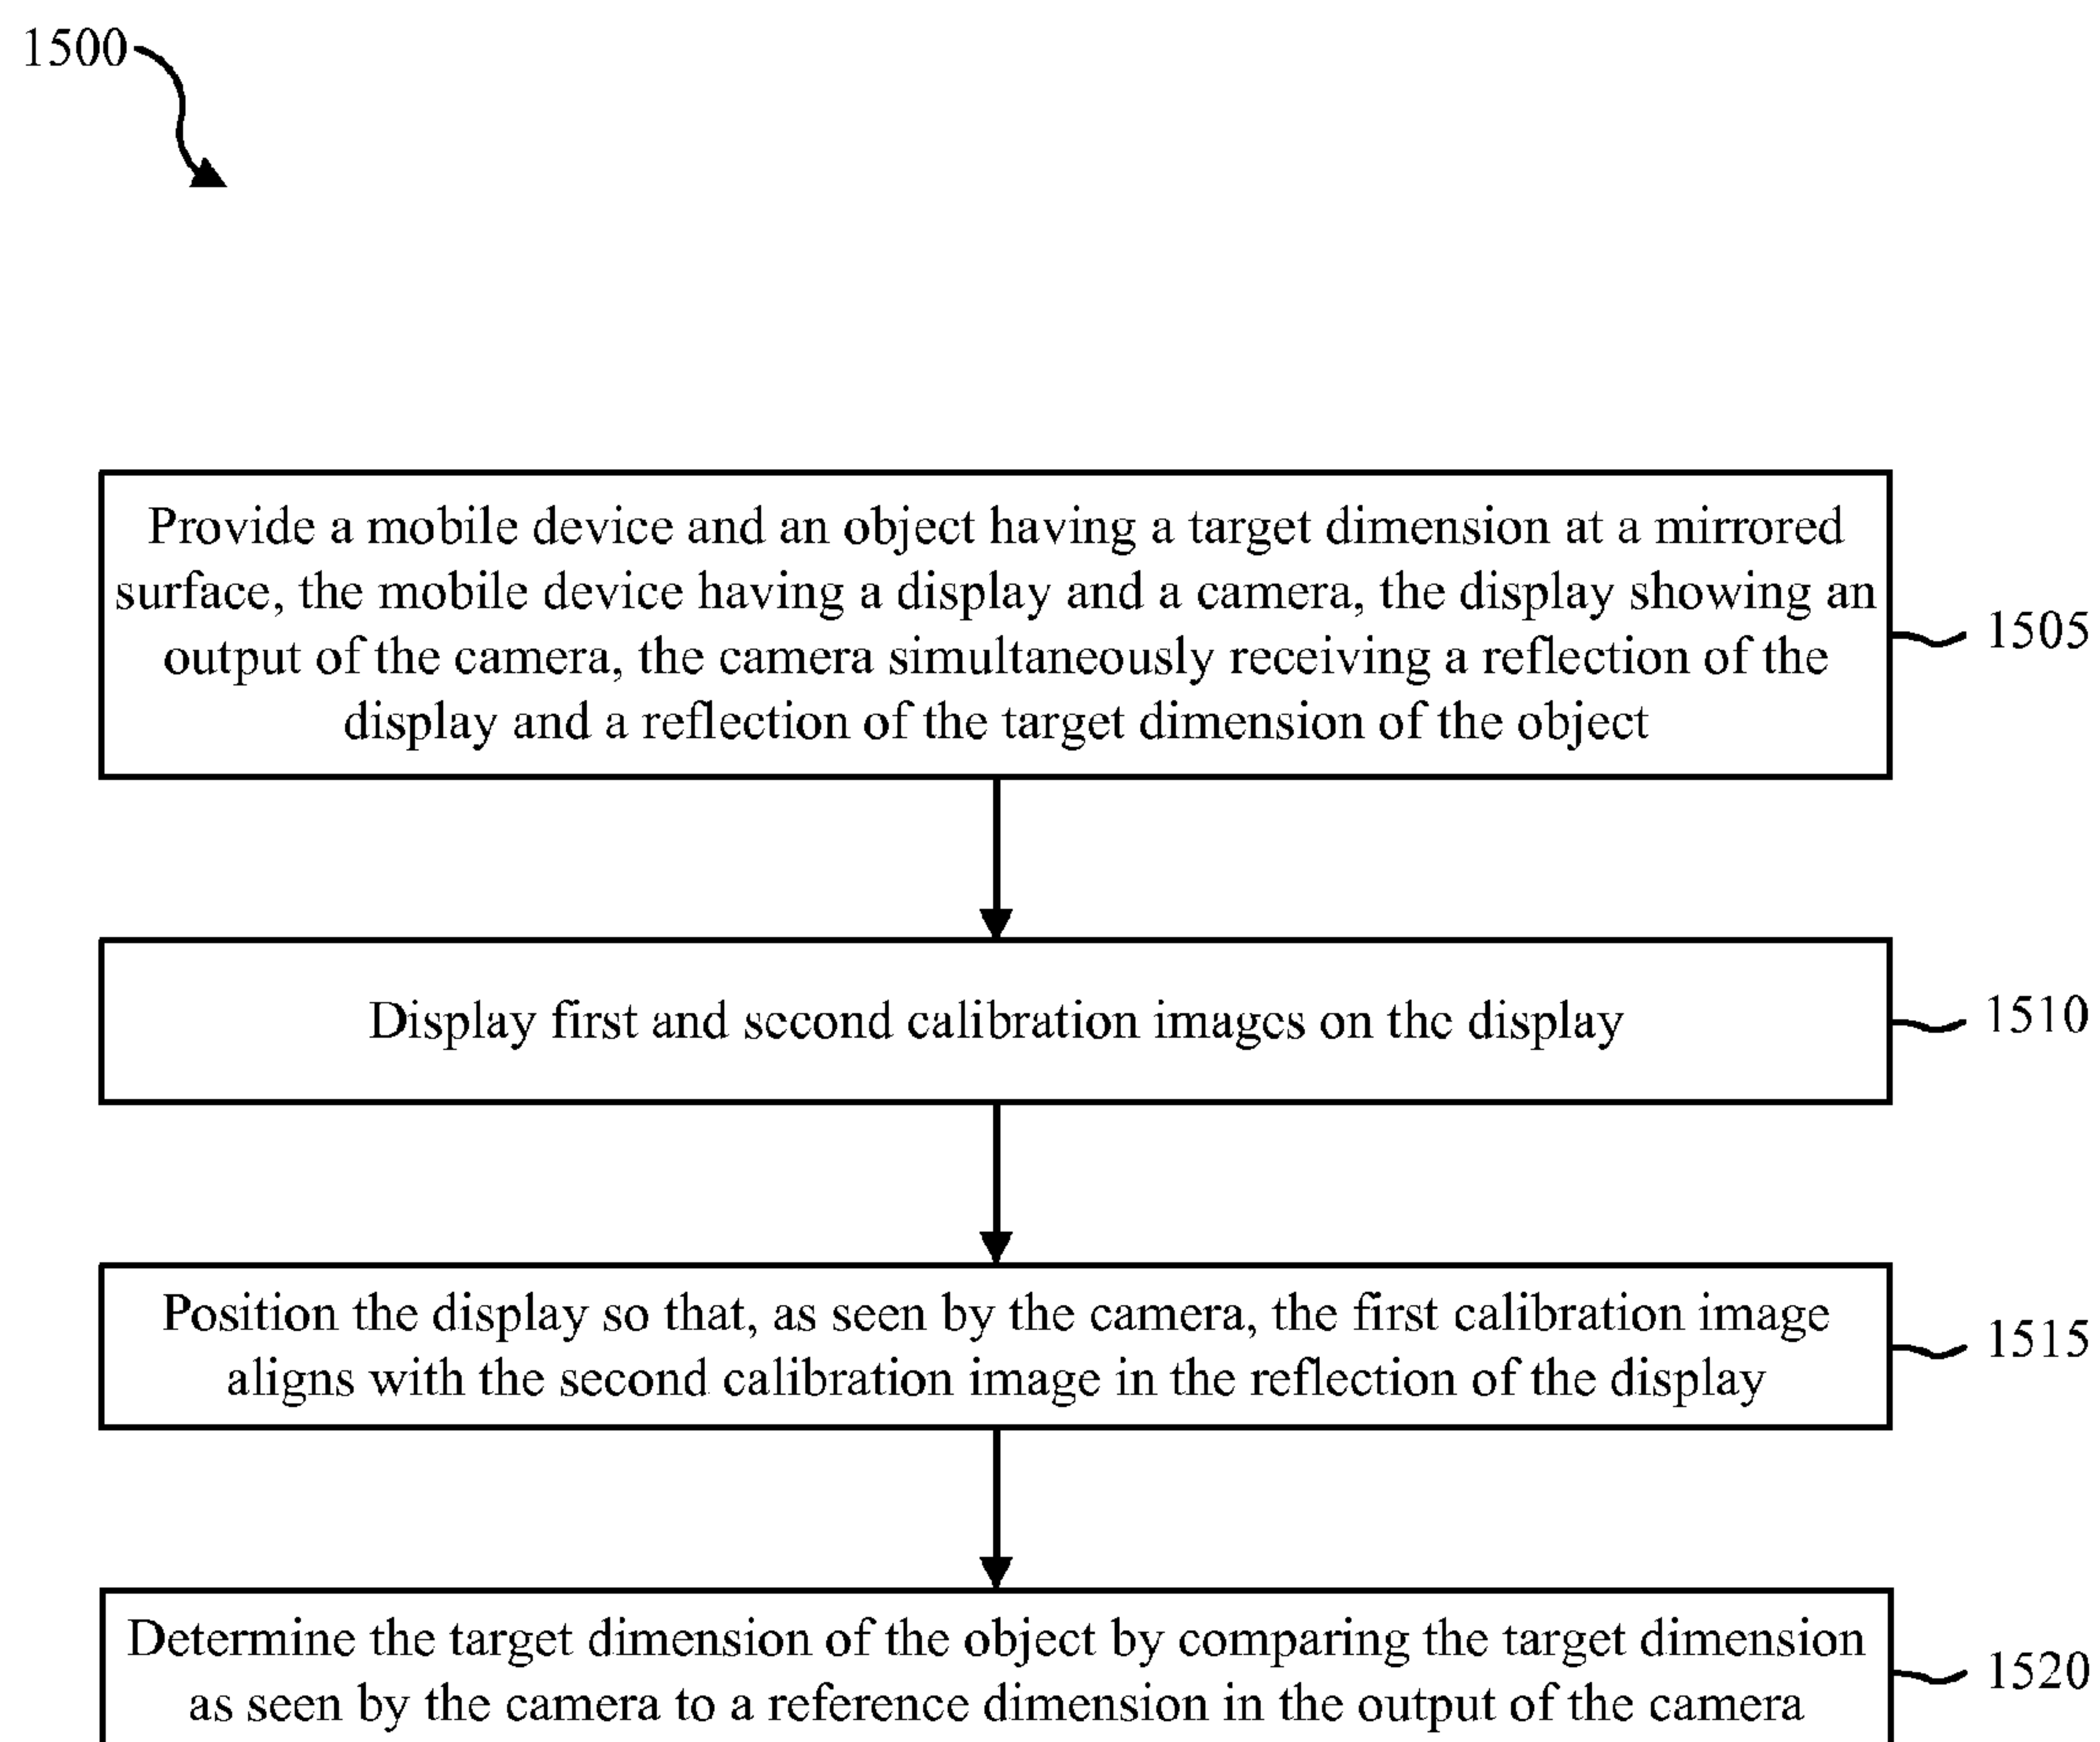 1500
Provide a mobile device and an object having a target dimension at a mirrored
surface, the mobile device having a display and a camera, the display showing an
output of the camera, the camera simultaneously receiving a reflection of the
display and a reflection of the target dimension of the object
1505
Display first and second calibration images on the display
1510
Position the display so that, as seen by the camera, the first calibration image
aligns with the second calibration image in the reflection of the display
1515
Determine the target dimension of the object by comparing the target dimension
as seen by the camera to a reference dimension in the output of the camera
1520